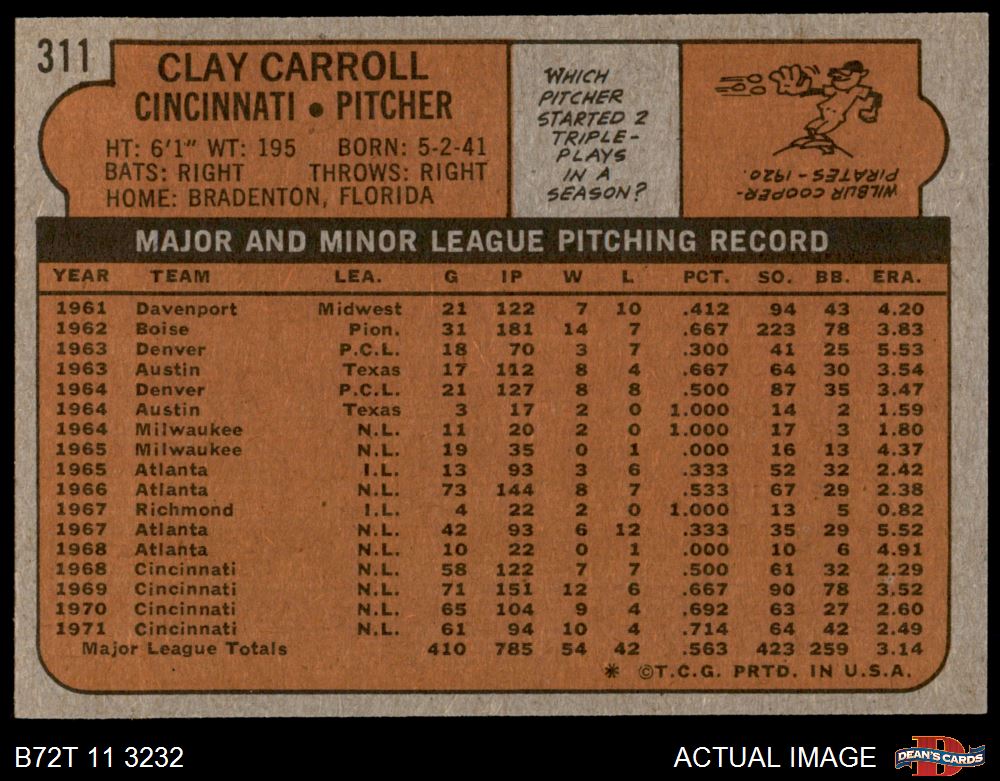 311
CLAY CARROLL
CINCINNATI • PITCHER
HT: 6'1" WT: 195 BORN: 5-2-41
BATS: RIGHT THROWS: RIGHT
HOME: BRADENTON, FLORIDA
WHICH
PITCHER
STARTED 2
TRIPLE-
PLAYS
IN A
SEASON?
WILBUR COOPER-
PIRATES - 1920.
MAJOR AND MINOR LEAGUE PITCHING RECORD
YEAR TEAM LEA. G IP W L PCT. SO. BB. ERA.
1961 Davenport Midwest 21 122 7 10 .412 94 43 4.20
1962 Boise Pion. 31 181 14 7 .667 223 78 3.83
1963 Denver P.C.L. 18 70 3 7 .300 41 25 5.53
1963 Austin Texas 17 112 8 4 .667 64 30 3.54
1964 Denver P.C.L. 21 127 8 8 .500 87 35 3.47
1964 Austin Texas 3 17 2 0 1.000 14 2 1.59
1964 Milwaukee N.L. 11 20 2 0 1.000 17 3 1.80
1965 Milwaukee N.L. 19 35 0 1 .000 16 13 4.37
1965 Atlanta I.L. 13 93 3 6 .333 52 32 2.42
1966 Atlanta N.L. 73 144 8 7 .533 67 29 2.38
1967 Richmond I.L. 4 22 2 0 1.000 13 5 0.82
1967 Atlanta N.L. 42 93 6 12 .333 35 29 5.52
1968 Atlanta N.L. 10 22 0 1 .000 10 6 4.91
1968 Cincinnati N.L. 58 122 7 7 .500 61 32 2.29
1969 Cincinnati N.L. 71 151 12 6 .667 90 78 3.52
1970 Cincinnati N.L. 65 104 9 4 .692 63 27 2.60
1971 Cincinnati N.L. 61 94 10 4 .714 64 42 2.49
Major League Totals 410 785 54 42 .563 423 259 3.14
* ©T.C.G. PRTD. IN U.S.A.
B72T 11 3232 ACTUAL IMAGE
D
DEAN'S CARDS